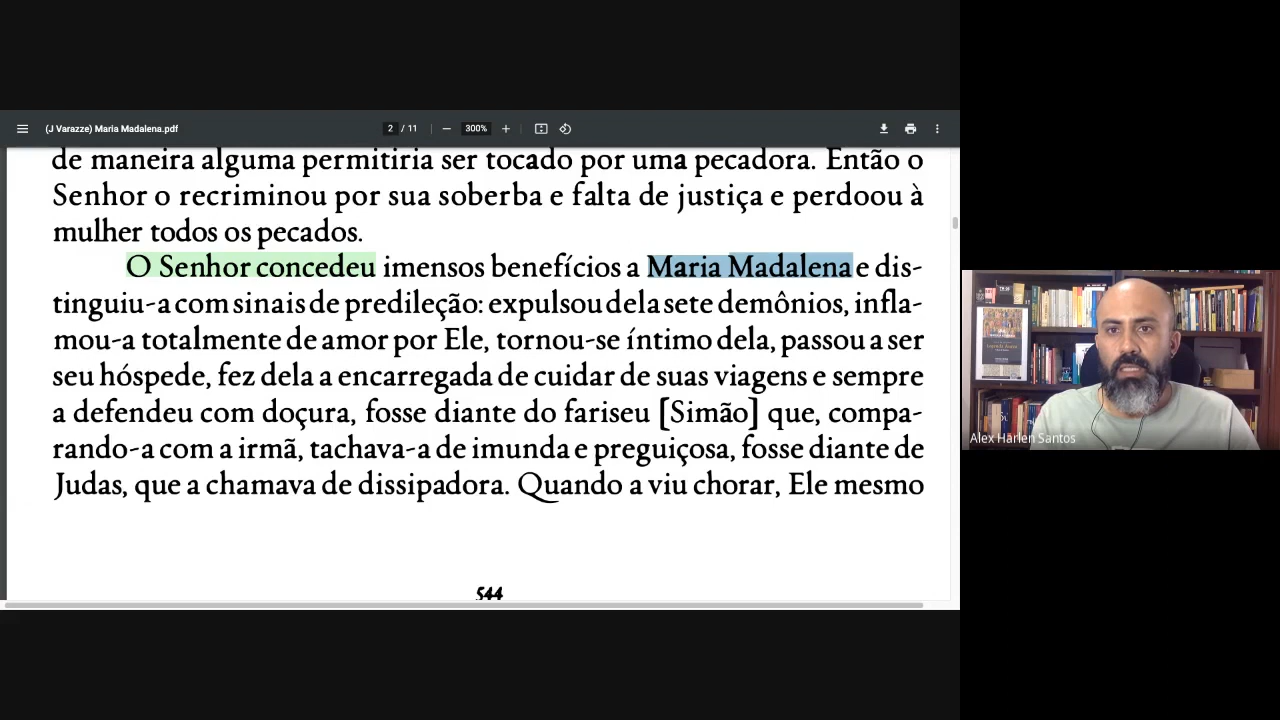 (J Varazze) Maria Madalena.pdf
2 / 11
300%
de maneira alguma permitiria ser tocado por uma pecadora. Então o
Senhor o recriminou por sua soberba e falta de justiça e perdoou à
mulher todos os pecados.
O Senhor concedeu imensos benefícios a Maria Madalena e dis-
tinguiu-a com sinais de predileção: expulsou dela sete demônios, infla-
mou-a totalmente de amor por Ele, tornou-se íntimo dela, passou a ser
seu hóspede, fez dela a encarregada de cuidar de suas viagens e sempre
a defendeu com doçura, fosse diante do fariseu [Simão] que, compa-
rando-a com a irmã, tachava-a de imunda e preguiçosa, fosse diante de
Judas, que a chamava de dissipadora. Quando a viu chorar, Ele mesmo
544
Alex Harlen Santos